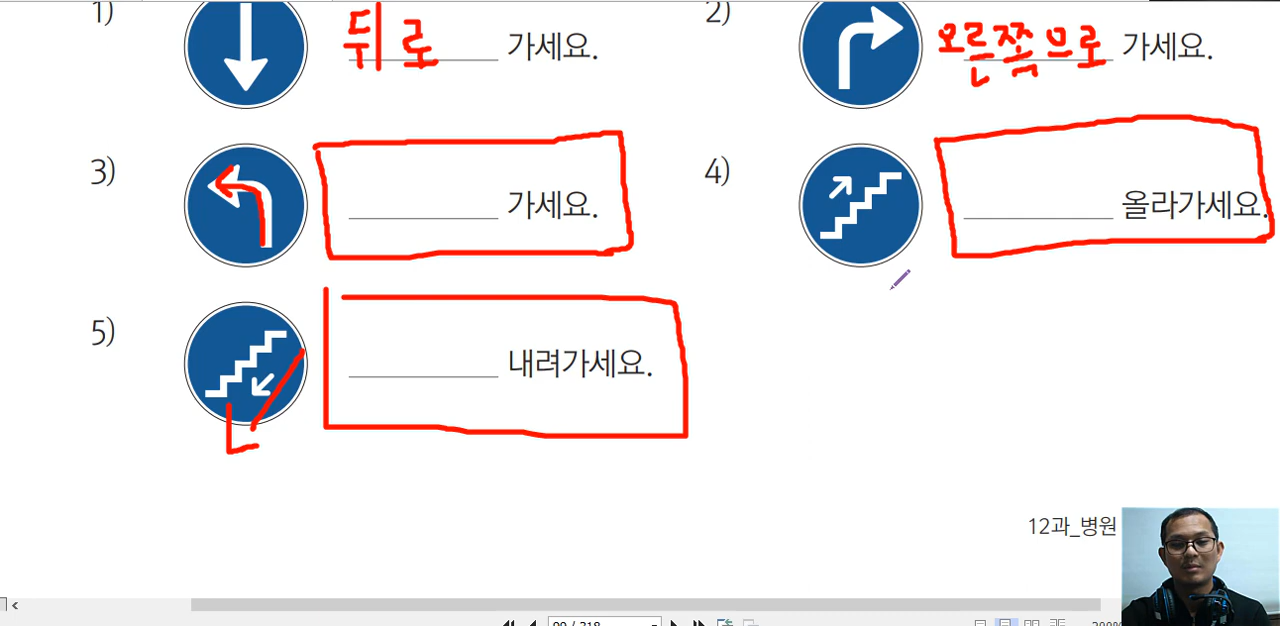 1) 뒤로 가세요.
2) 오른쪽으로 가세요.
3) 가세요.
4) 올라가세요.
5) 내려가세요.
12과_병원